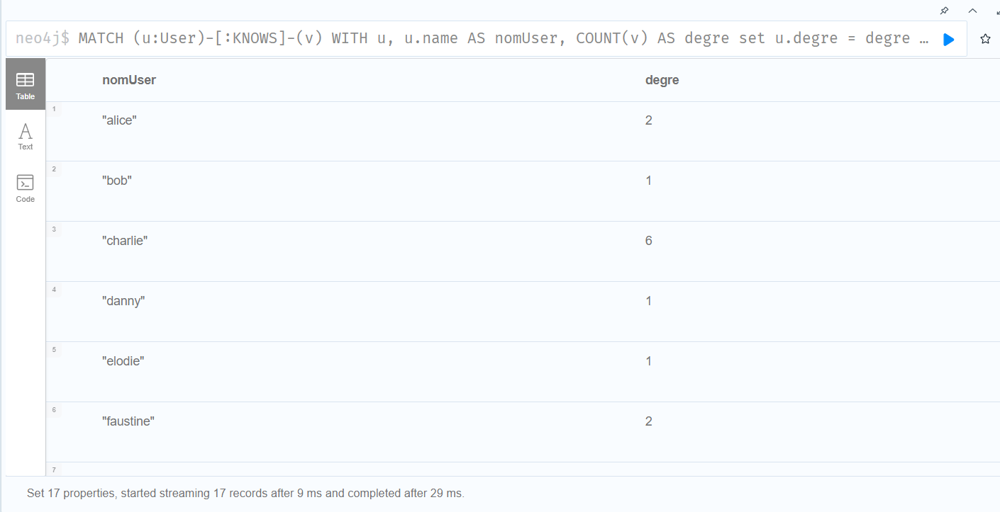 neo4j$ MATCH (u:User)-[:KNOWS]-(v) WITH u, u.name AS nomUser, COUNT(v) AS degre set u.degre = degre …
Table
Text
Code
nomUser degre
1 "alice" 2
2 "bob" 1
3 "charlie" 6
4 "danny" 1
5 "elodie" 1
6 "faustine" 2
7
Set 17 properties, started streaming 17 records after 9 ms and completed after 29 ms.